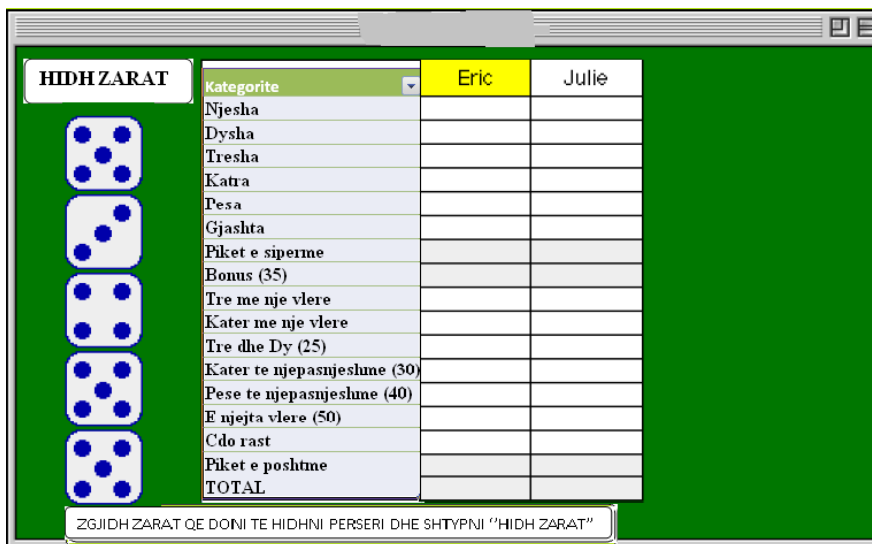 HIDH ZARAT
Kategorite
Eric
Julie
Njesha
Dysha
Tresha
Katra
Pesa
Gjashta
Piket e siperme
Bonus (35)
Tre me nje vlere
Kater me nje vlere
Tre dhe Dy (25)
Kater te njepasnjeshme (30)
Pese te njepasnjeshme (40)
E njejta vlere (50)
Cdo rast
Piket e poshtme
TOTAL
ZGJIDH ZARAT QE DONI TE HIDHNI PERSERI DHE SHTYPNI ‘’HIDH ZARAT’’